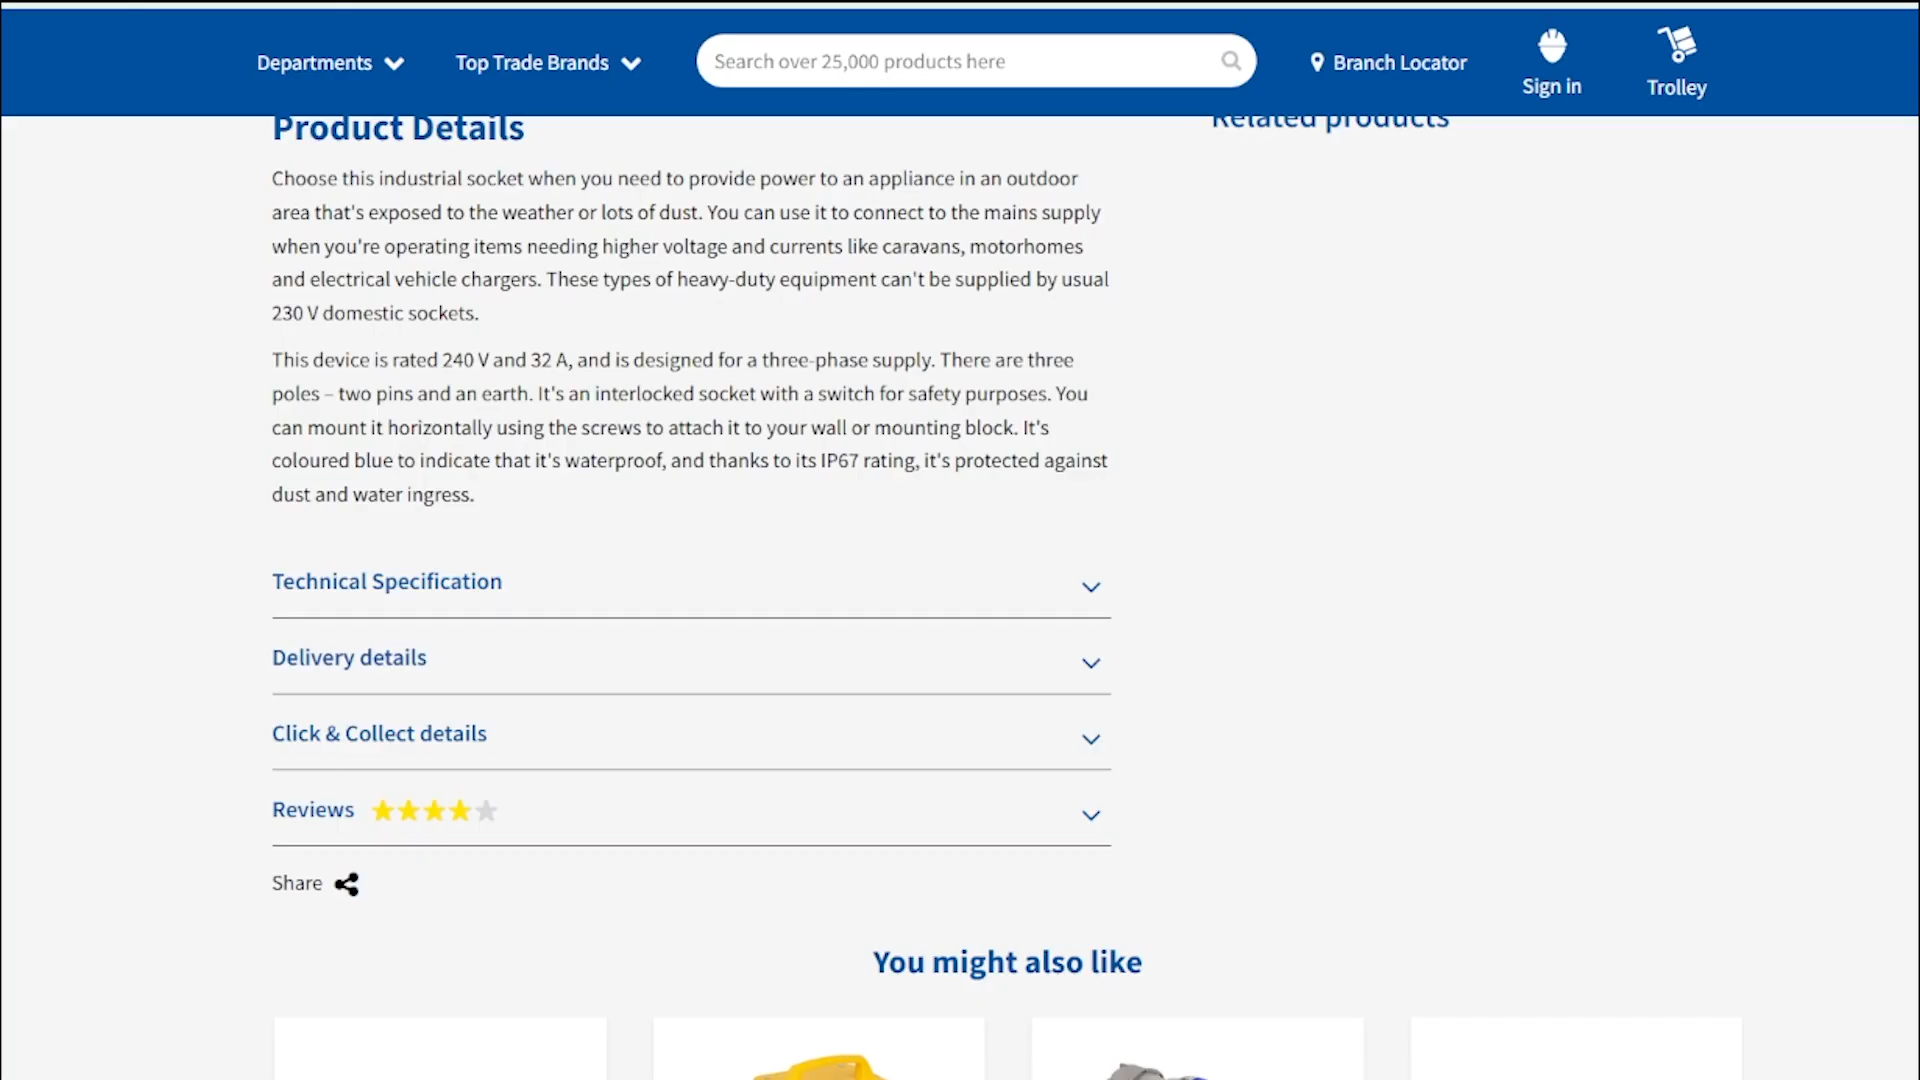 Departments
Top Trade Brands
Search over 25,000 products here
Branch Locator
Sign in
Trolley
Product Details
Related products
Choose this industrial socket when you need to provide power to an appliance in an outdoor
area that's exposed to the weather or lots of dust. You can use it to connect to the mains supply
when you're operating items needing higher voltage and currents like caravans, motorhomes
and electrical vehicle chargers. These types of heavy-duty equipment can't be supplied by usual
230 V domestic sockets.
This device is rated 240 V and 32 A, and is designed for a three-phase supply. There are three
poles – two pins and an earth. It's an interlocked socket with a switch for safety purposes. You
can mount it horizontally using the screws to attach it to your wall or mounting block. It's
coloured blue to indicate that it's waterproof, and thanks to its IP67 rating, it's protected against
dust and water ingress.
Technical Specification
Delivery details
Click & Collect details
Reviews
Share
You might also like